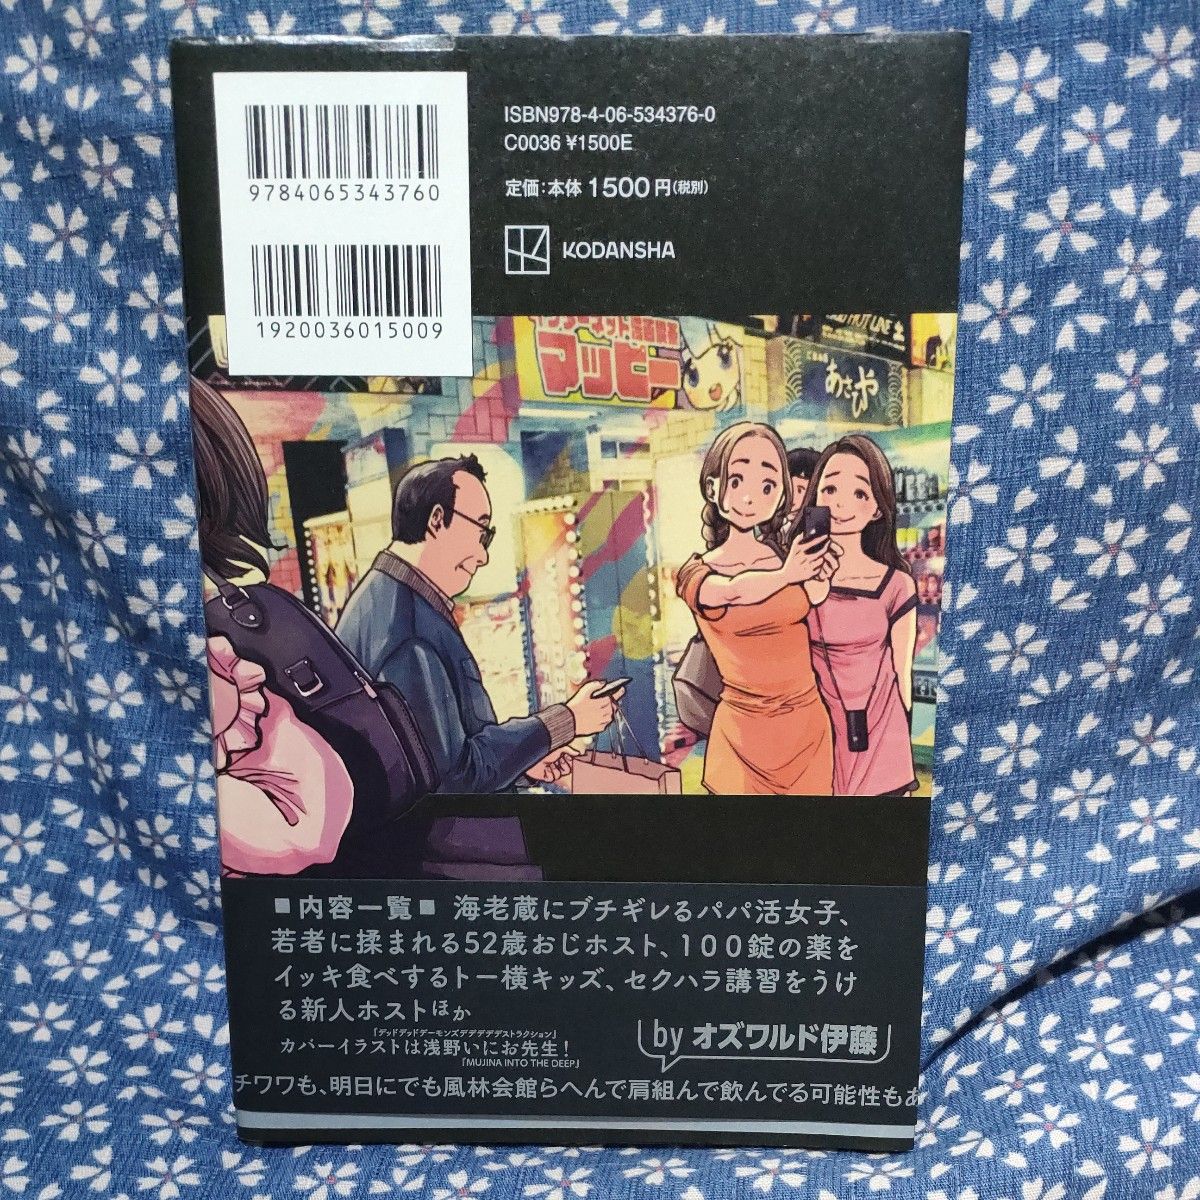 9784065343760
1920036015009
ISBN978-4-06-534376-0
C0036 ¥1500E
定価：本体1500円(税別)
KODANSHA
アッピー
HOT LINE
あさひや
■内容一覧■ 海老蔵にブチギレるパパ活女子、
若者に揉まれる52歳おじホスト、100錠の薬を
イッキ食べするトー横キッズ、セクハラ講習をうけ
る新人ホストほか
『デッドデッドデーモンズデデデデデストラクション』
カバーイラストは浅野いにお先生！
『MUJINA INTO THE DEEP』
by オズワルド伊藤
チワワも、明日にでも風林会館らへんで肩組んで飲んでる可能性もあ